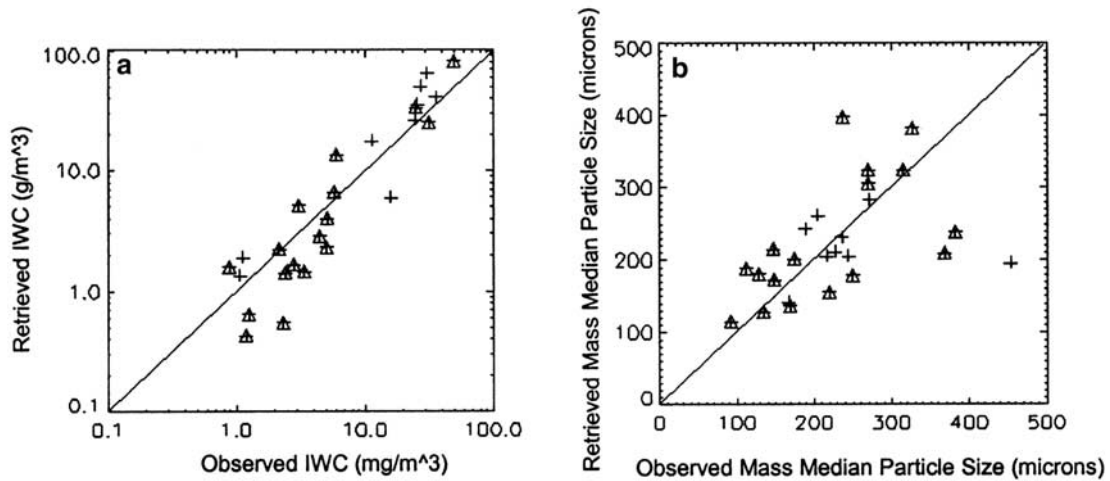 a
100.0
10.0
1.0
0.1
0.1 1.0 10.0 100.0
Retrieved IWC (g/m^3)
Observed IWC (mg/m^3)
b
500
400
300
200
100
0
0 100 200 300 400 500
Retrieved Mass Median Particle Size (microns)
Observed Mass Median Particle Size (microns)